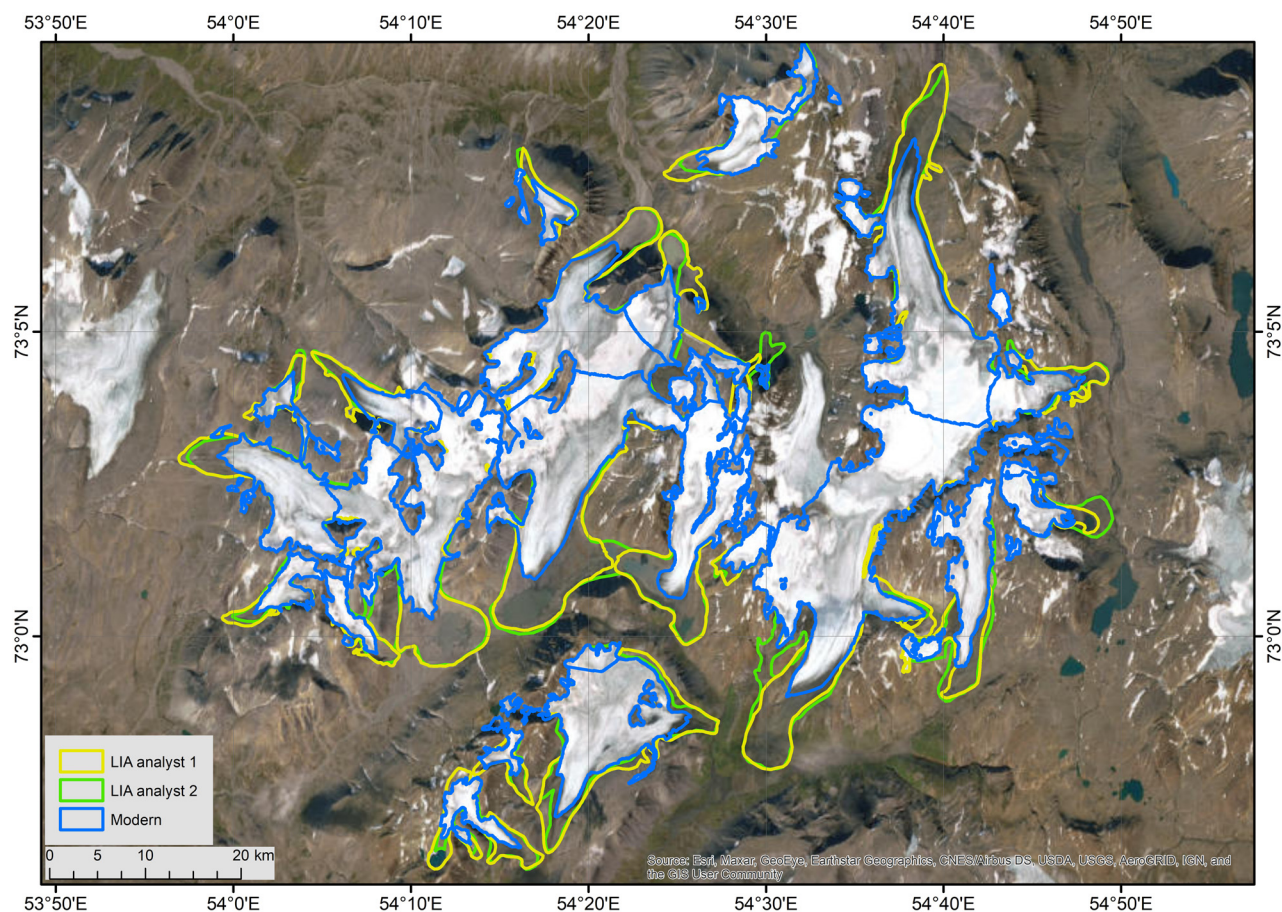 53°50'E 54°0'E 54°10'E 54°20'E 54°30'E 54°40'E 54°50'E
73°5'N 73°5'N
73°0'N 73°0'N
LIA analyst 1
LIA analyst 2
Modern
0 5 10 20 km
Source: Esri, Maxar, GeoEye, Earthstar Geographics, CNES/Airbus DS, USDA, USGS, AeroGRID, IGN, and
the GIS User Community
53°50'E 54°0'E 54°10'E 54°20'E 54°30'E 54°40'E 54°50'E